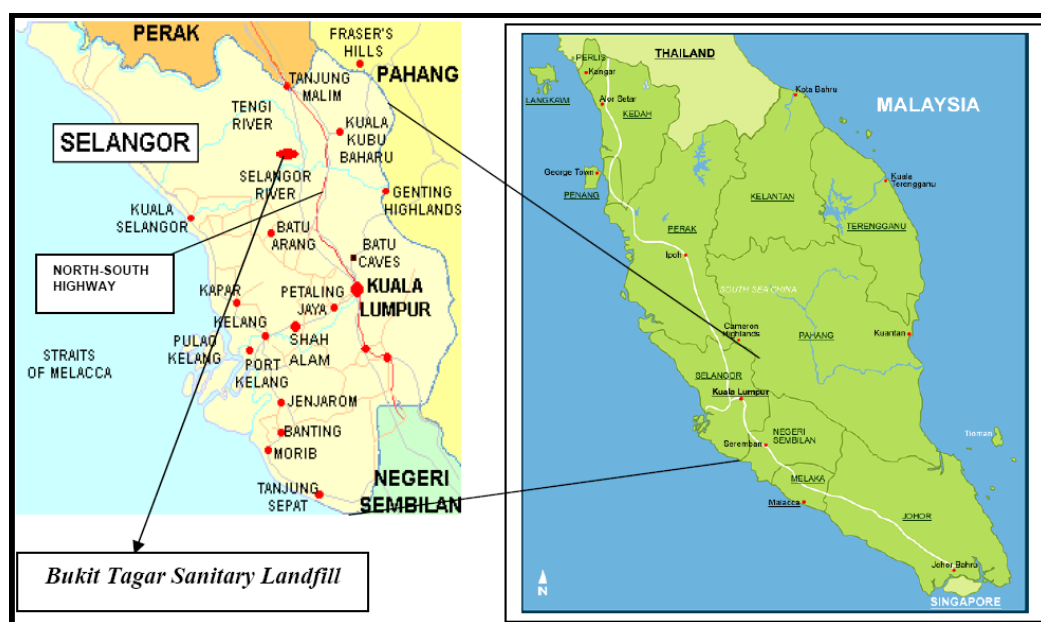 PERAK
FRASER'S
HILLS
PAHANG
TANJUNG
MALIM
TENGI
RIVER
KUALA
KUBU
BAHARU
SELANGOR
SELANGOR
RIVER
GENTING
HIGHLANDS
KUALA
SELANGOR
BATU
ARANG
BATU
CAVES
NORTH-SOUTH
HIGHWAY
KAPAR
PETALING
JAYA
KUALA
LUMPUR
KELANG
PULAU
KELANG
SHAH
ALAM
STRAITS
OF MELACCA
PORT
KELANG
JENJAROM
BANTING
MORIB
NEGERI
SEMBILAN
TANJUNG
SEPAT
Bukit Tagar Sanitary Landfill
THAILAND
PERLIS
Kangar
LANGKAWI
Alor Setar
KEDAH
Kota Bahru
MALAYSIA
George Town
PENANG
Kuala
Terengganu
KELANTAN
TERENGGANU
PERAK
Ipoh
SOUTH SEA CHINA
Cameron
Highlands
PAHANG
Kuantan
SELANGOR
Kuala Lumpur
Tioman
NEGERI
SEMBILAN
Seremban
MELAKA
Malacca
JOHOR
Johor Bahru
SINGAPORE
N